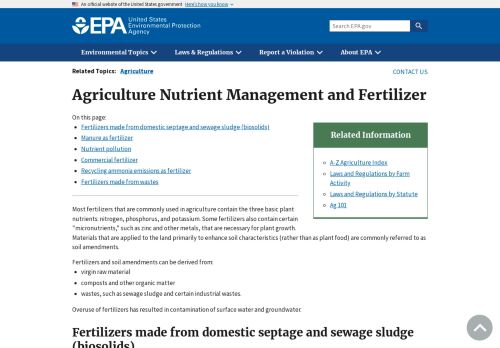 An official website of the United States government Here's how you know
EPA United States
Environmental Protection
Agency
Search EPA.gov
Environmental Topics
Laws & Regulations
Report a Violation
About EPA
Related Topics: Agriculture
CONTACT US
Agriculture Nutrient Management and Fertilizer
On this page:
Fertilizers made from domestic septage and sewage sludge (biosolids)
Manure as fertilizer
Nutrient pollution
Commercial fertilizer
Recycling ammonia emissions as fertilizer
Fertilizers made from wastes
Related Information
A-Z Agriculture Index
Laws and Regulations by Farm
Activity
Laws and Regulations by Statute
Ag 101
Most fertilizers that are commonly used in agriculture contain the three basic plant
nutrients: nitrogen, phosphorus, and potassium. Some fertilizers also contain certain
"micronutrients," such as zinc and other metals, that are necessary for plant growth.
Materials that are applied to the land primarily to enhance soil characteristics (rather than as plant food) are commonly referred to as
soil amendments.
Fertilizers and soil amendments can be derived from:
virgin raw material
composts and other organic matter
wastes, such as sewage sludge and certain industrial wastes.
Overuse of fertilizers has resulted in contamination of surface water and groundwater.
Fertilizers made from domestic septage and sewage sludge
(biosolids)